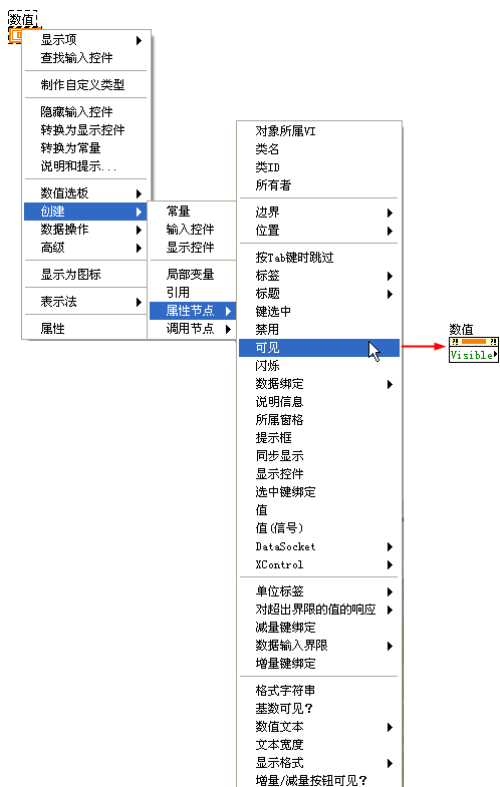 数值
显示项
查找输入控件
制作自定义类型
隐藏输入控件
转换为显示控件
转换为常量
说明和提示...
数值选板
创建
数据操作
高级
显示为图标
表示法
属性
常量
输入控件
显示控件
局部变量
引用
属性节点
调用节点
对象所属VI
类名
类ID
所有者
边界
位置
按Tab键时跳过
标签
标题
键选中
禁用
可见
闪烁
数据绑定
说明信息
所属窗格
提示框
同步显示
显示控件
选中键绑定
值
值(信号)
DataSocket
XControl
单位标签
对超出界限的值的响应
减量键绑定
数据输入界限
增量键绑定
格式字符串
基数可见?
数值文本
文本宽度
显示格式
增量/减量按钮可见?
数值
Visible